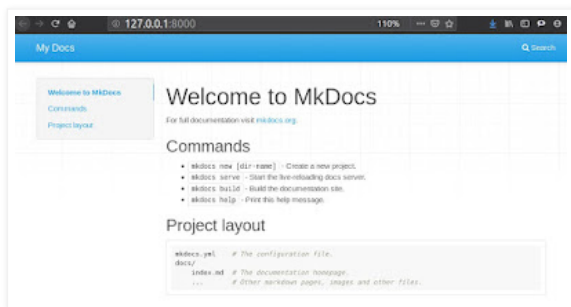 127.0.0.1:8000
110%
My Docs
Search
Welcome to MkDocs
Commands
Project layout
Welcome to MkDocs
For full documentation visit mkdocs.org.
Commands
mkdocs new [dir-name] - Create a new project.
mkdocs serve - Start the live-reloading docs server.
mkdocs build - Build the documentation site.
mkdocs help - Print this help message.
Project layout
mkdocs.yml # The configuration file.
docs/
index.md # The documentation homepage.
... # Other markdown pages, images and other files.